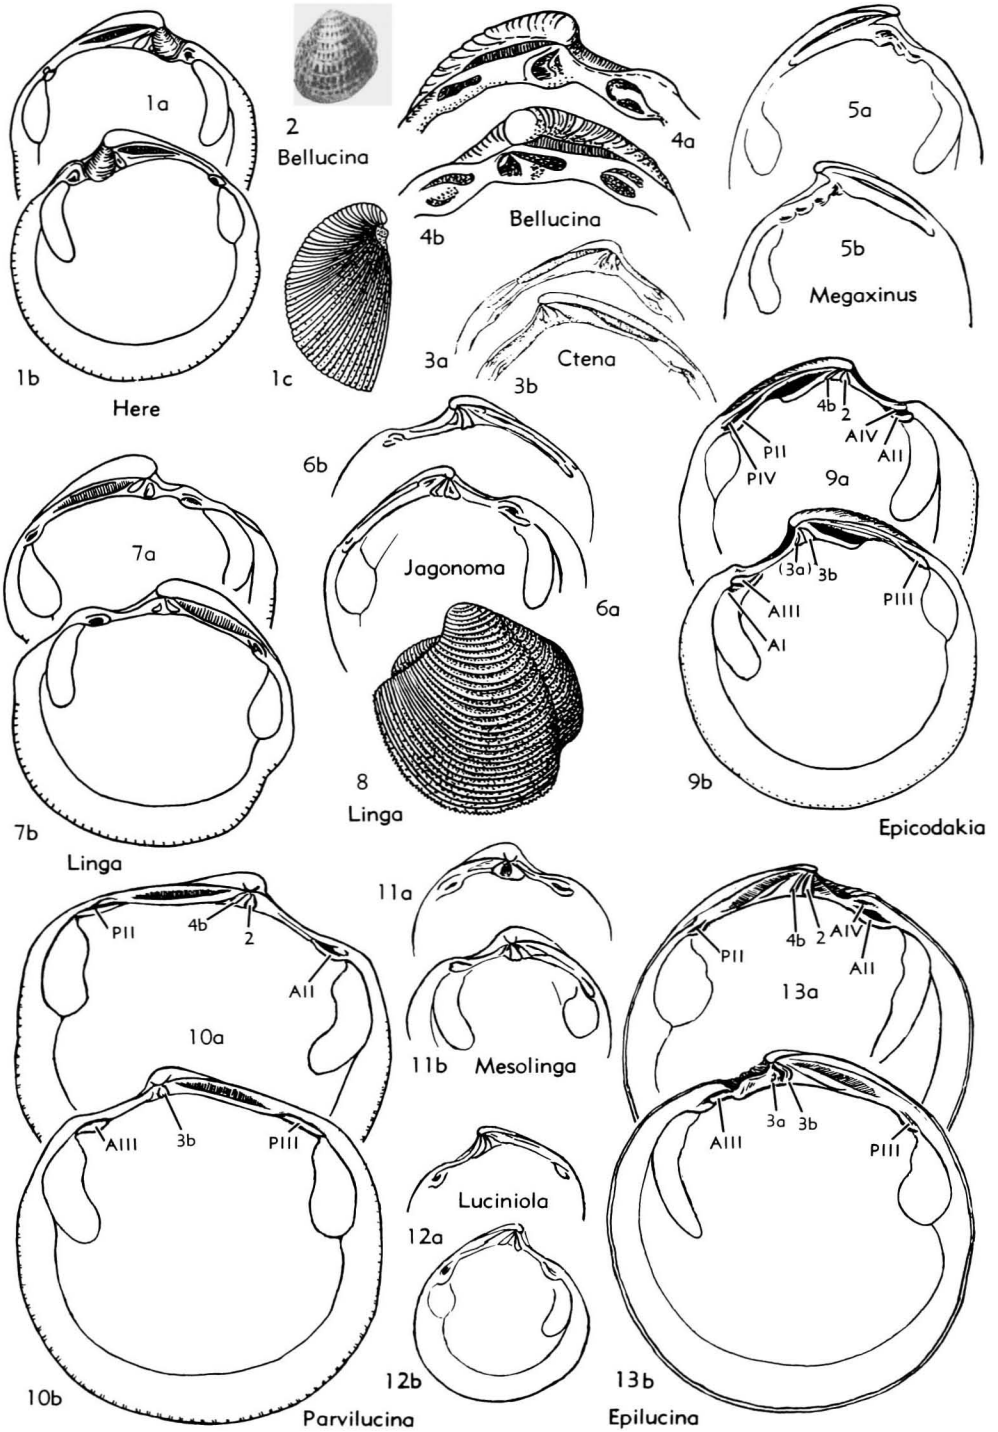 1a
2
Bellucina
4a
5a
4b
Bellucina
5b
Megaxinus
1b
1c
3a
3b
Ctena
Here
6b
4b
2
AIV
AII
PII
PIV
9a
7a
Jagonoma
6a
(3a)
3b
PIII
AIII
AI
8
Linga
9b
7b
Linga
Epicodakia
11a
PII
4b
2
AII
10a
4b
2
AIV
AII
PII
13a
11b
Mesolinga
AIII
3b
PIII
3a
3b
AIII
PIII
Luciniola
12a
10b
12b
13b
Parvilucina
Epilucina